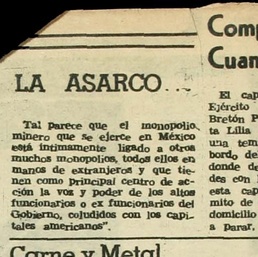 Comp
Cuan
LA ASARCO...
Tal parece que el monopolio
minero que se ejerce en México
está íntimamente ligado a otros
muchos monopolios, todos ellos en
manos de extranjeros y que tie-
nen como principal centro de ac-
ción la voz y poder de los altos
funcionarios o ex funcionarios del
Gobierno, coludidos con los capi-
tales americanos".
El cap
Ejército
Bretón P
ta Lilia
una tem
bordo de
donde de
des con
esta cap
mito de
domicilio
a parar,
Carne y Metal